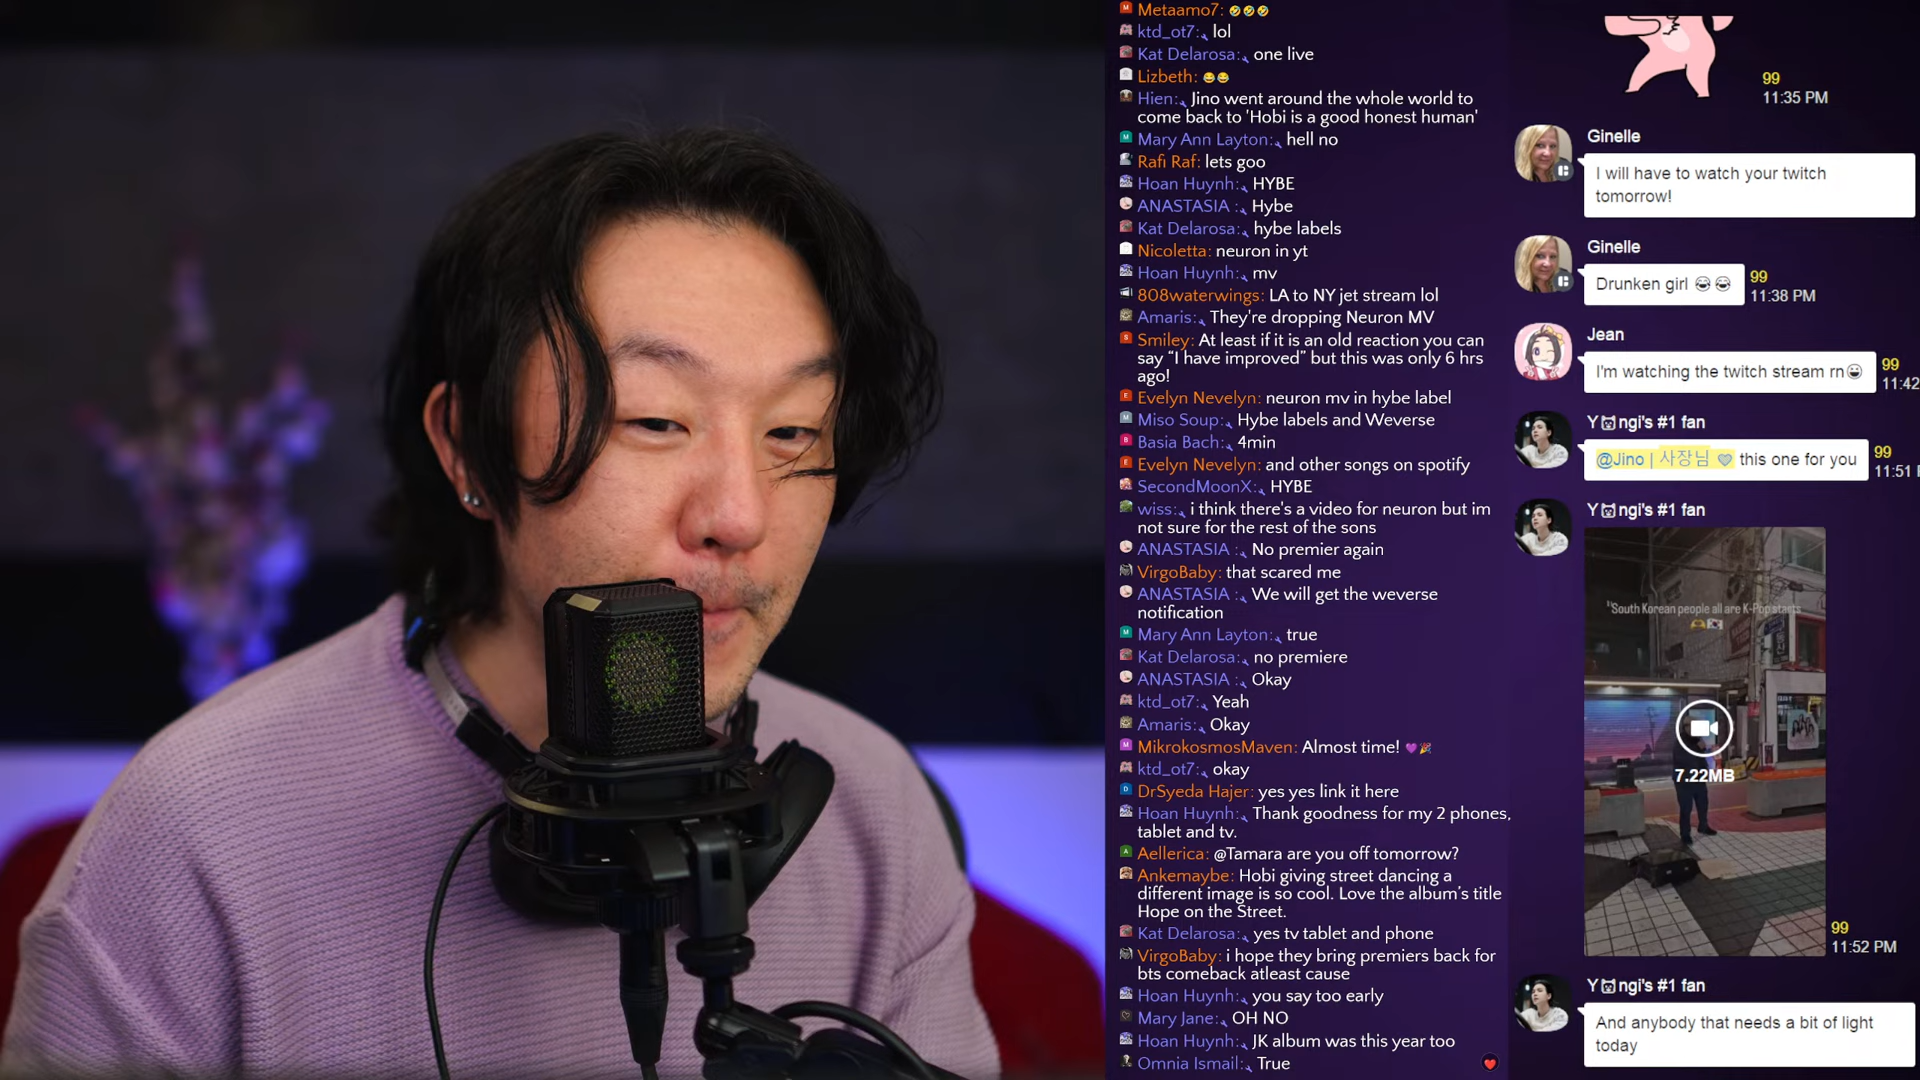 Metaamo7: 🤣🤣🤣
ktd_ot7: lol
Kat Delarosa: one live
Lizbeth: 😂😂
Hien: Jino went around the whole world to
come back to 'Hobi is a good honest human'
Mary Ann Layton: hell no
Rafi Raf: lets goo
Hoan Huynh: HYBE
ANASTASIA : Hybe
Kat Delarosa: hybe labels
Nicoletta: neuron in yt
Hoan Huynh: mv
808waterwings: LA to NY jet stream lol
Amaris: They're dropping Neuron MV
Smiley: At least if it is an old reaction you can
say “I have improved” but this was only 6 hrs
ago!
Evelyn Nevelyn: neuron mv in hybe label
Miso Soup: Hybe labels and Weverse
Basia Bach: 4min
Evelyn Nevelyn: and other songs on spotify
SecondMoonX: HYBE
wiss: i think there's a video for neuron but im
not sure for the rest of the sons
ANASTASIA : No premier again
VirgoBaby: that scared me
ANASTASIA : We will get the weverse
notification
Mary Ann Layton: true
Kat Delarosa: no premiere
ANASTASIA : Okay
ktd_ot7: Yeah
Amaris: Okay
MikrokosmosMaven: Almost time! 💜🎉
ktd_ot7: okay
DrSyeda Hajer: yes yes link it here
Hoan Huynh: Thank goodness for my 2 phones,
tablet and tv.
Aellerica: @Tamara are you off tomorrow?
Ankemaybe: Hobi giving street dancing a
different image is so cool. Love the album’s title
Hope on the Street.
Kat Delarosa: yes tv tablet and phone
VirgoBaby: i hope they bring premiers back for
bts comeback atleast cause
Hoan Huynh: you say too early
Mary Jane: OH NO
Hoan Huynh: JK album was this year too
Omnia Ismail: True
99
11:35 PM
Ginelle
I will have to watch your twitch
tomorrow!
Ginelle
Drunken girl 😂 😂
99
11:38 PM
Jean
I'm watching the twitch stream rn😀
99
11:42
Y🐱ngi's #1 fan
@Jino | 사장님 🤍 this one for you
99
11:51 P
Y🐱ngi's #1 fan
"South Korean people all are K-Pop stars
🫶🇰🇷
7.22MB
99
11:52 PM
Y🐱ngi's #1 fan
And anybody that needs a bit of light
today